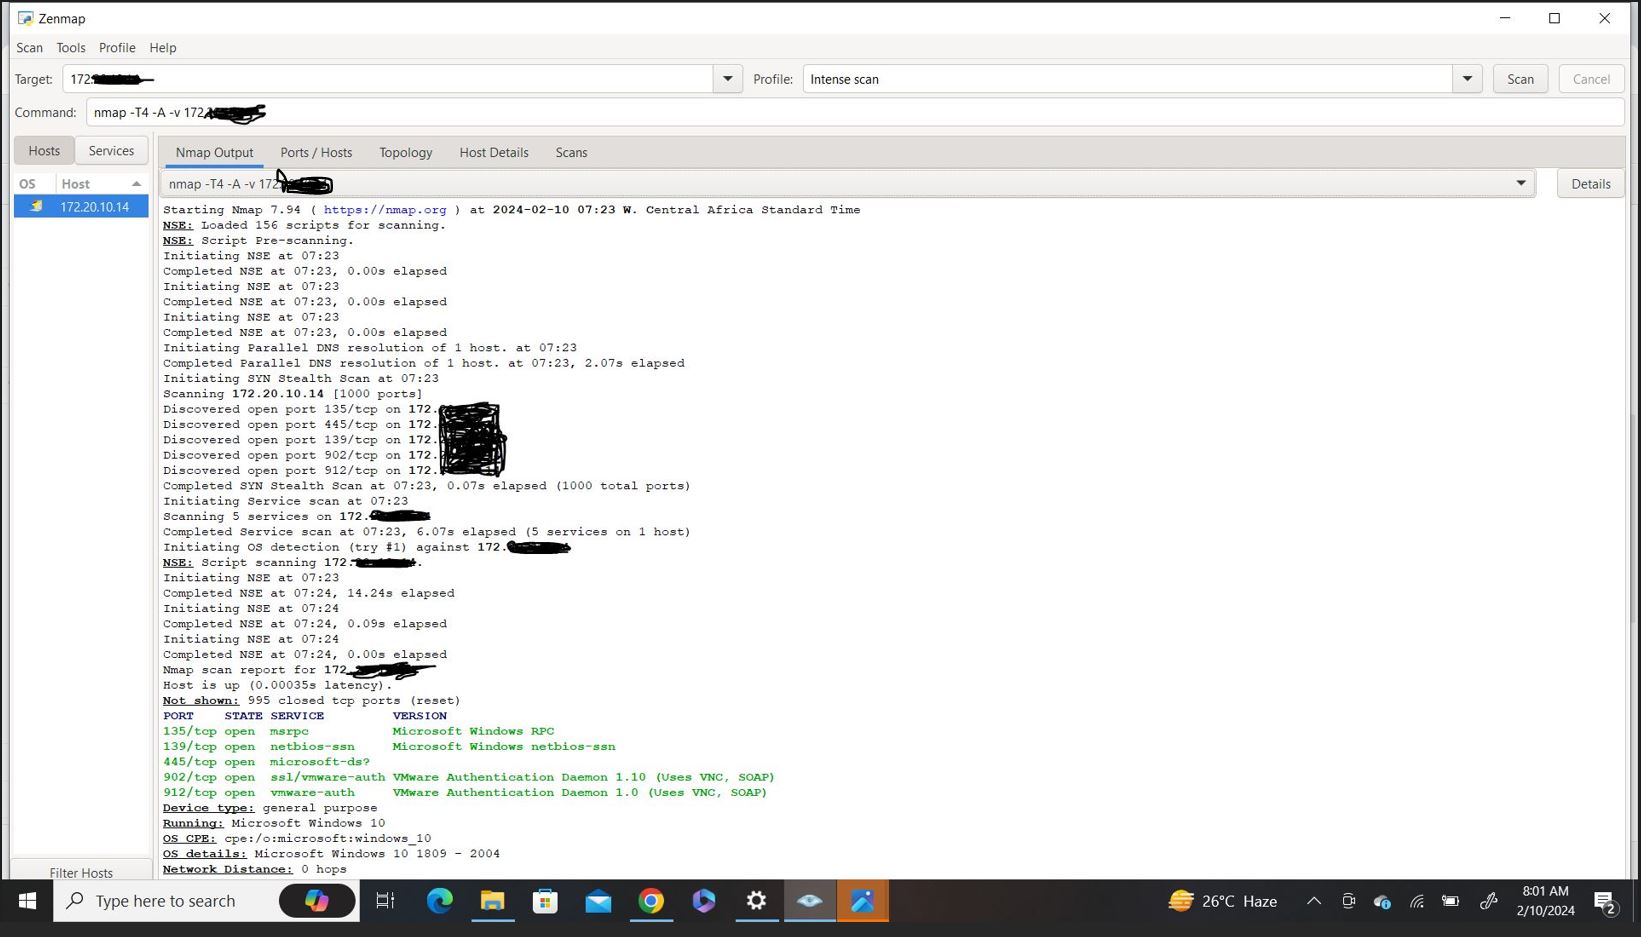 Zenmap
Scan Tools Profile Help
Target: 172. Profile: Intense scan Scan Cancel
Command: nmap -T4 -A -v 172.
Hosts Services Nmap Output Ports / Hosts Topology Host Details Scans
OS Host nmap -T4 -A -v 172. Details
172.20.10.14
Starting Nmap 7.94 ( https://nmap.org ) at 2024-02-10 07:23 W. Central Africa Standard Time
NSE: Loaded 156 scripts for scanning.
NSE: Script Pre-scanning.
Initiating NSE at 07:23
Completed NSE at 07:23, 0.00s elapsed
Initiating NSE at 07:23
Completed NSE at 07:23, 0.00s elapsed
Initiating NSE at 07:23
Completed NSE at 07:23, 0.00s elapsed
Initiating Parallel DNS resolution of 1 host. at 07:23
Completed Parallel DNS resolution of 1 host. at 07:23, 2.07s elapsed
Initiating SYN Stealth Scan at 07:23
Scanning 172.20.10.14 [1000 ports]
Discovered open port 135/tcp on 172.
Discovered open port 445/tcp on 172.
Discovered open port 139/tcp on 172.
Discovered open port 902/tcp on 172.
Discovered open port 912/tcp on 172.
Completed SYN Stealth Scan at 07:23, 0.07s elapsed (1000 total ports)
Initiating Service scan at 07:23
Scanning 5 services on 172.
Completed Service scan at 07:23, 6.07s elapsed (5 services on 1 host)
Initiating OS detection (try #1) against 172.
NSE: Script scanning 172. .
Initiating NSE at 07:23
Completed NSE at 07:24, 14.24s elapsed
Initiating NSE at 07:24
Completed NSE at 07:24, 0.09s elapsed
Initiating NSE at 07:24
Completed NSE at 07:24, 0.00s elapsed
Nmap scan report for 172
Host is up (0.00035s latency).
Not shown: 995 closed tcp ports (reset)
PORT STATE SERVICE VERSION
135/tcp open msrpc Microsoft Windows RPC
139/tcp open netbios-ssn Microsoft Windows netbios-ssn
445/tcp open microsoft-ds?
902/tcp open ssl/vmware-auth VMware Authentication Daemon 1.10 (Uses VNC, SOAP)
912/tcp open vmware-auth VMware Authentication Daemon 1.0 (Uses VNC, SOAP)
Device type: general purpose
Running: Microsoft Windows 10
OS CPE: cpe:/o:microsoft:windows_10
OS details: Microsoft Windows 10 1809 - 2004
Network Distance: 0 hops
Filter Hosts
Type here to search 26°C Haze 8:01 AM
2/10/2024 2